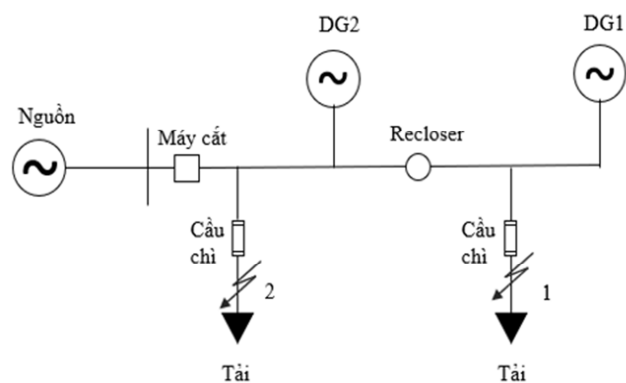 DG2
DG1
Nguồn
Máy cắt
Recloser
Cầu
chì
2
Tải
Cầu
chì
1
Tải